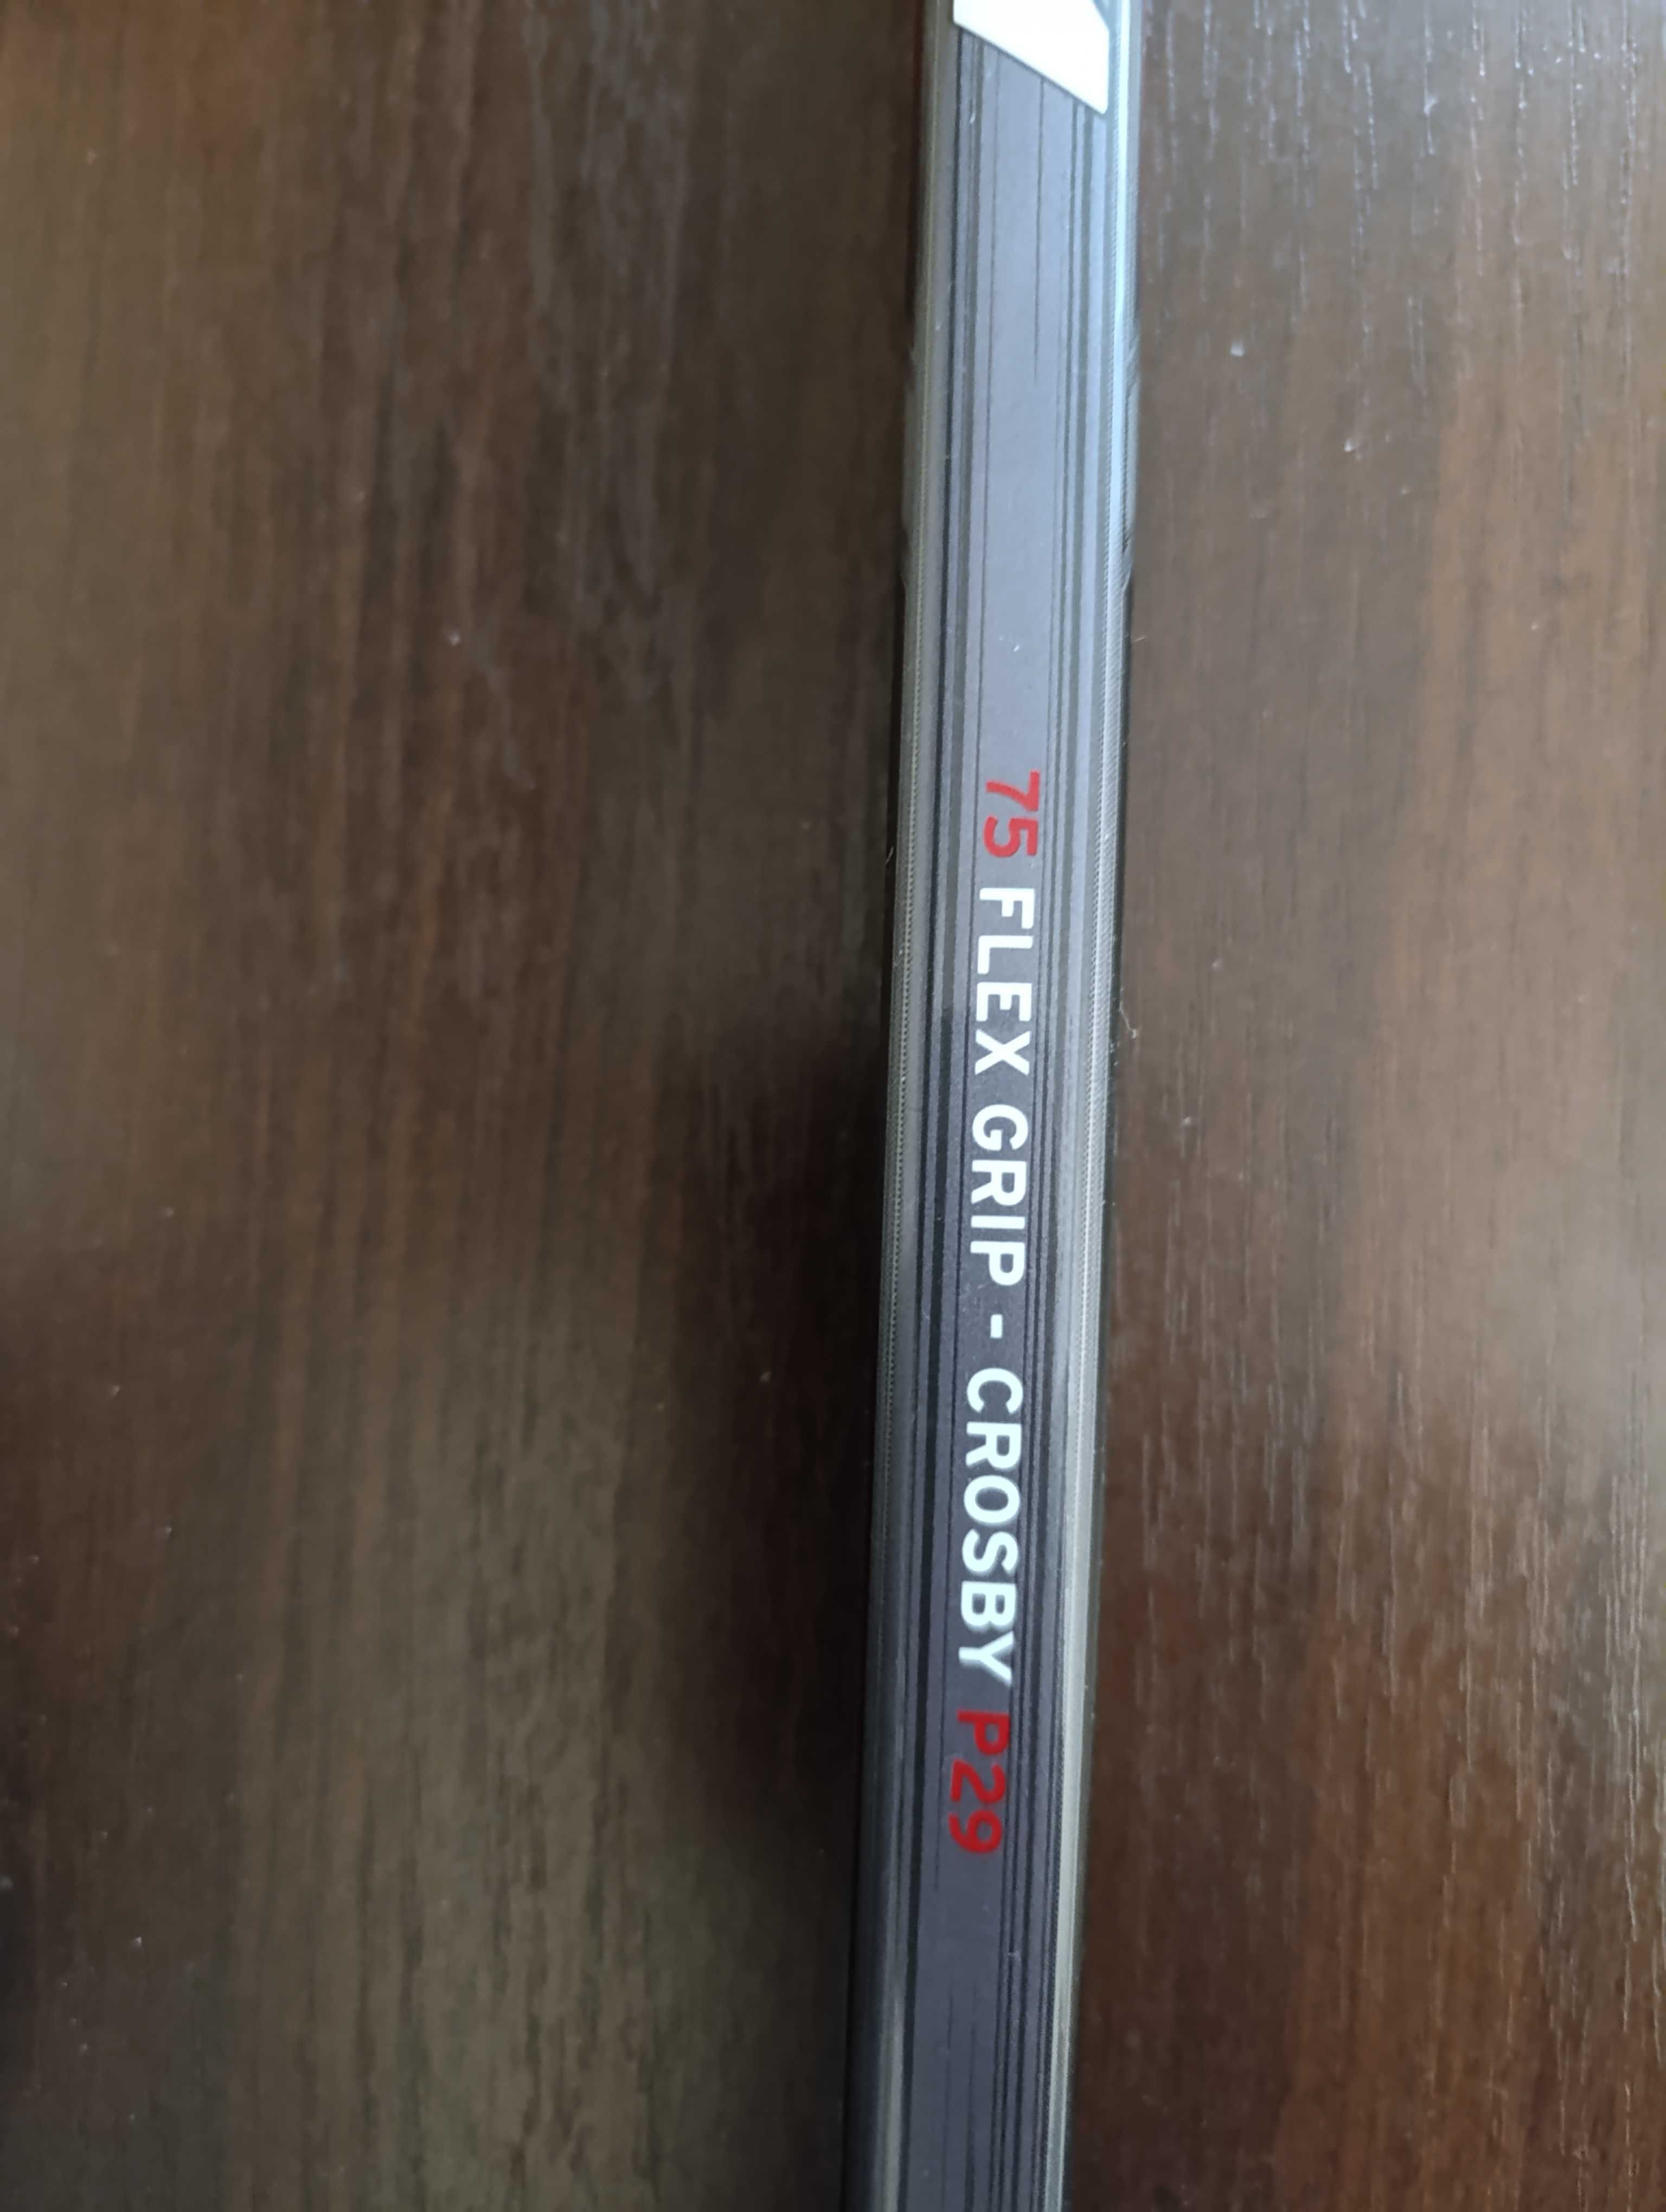 75 FLEX GRIP - CROSBY P29